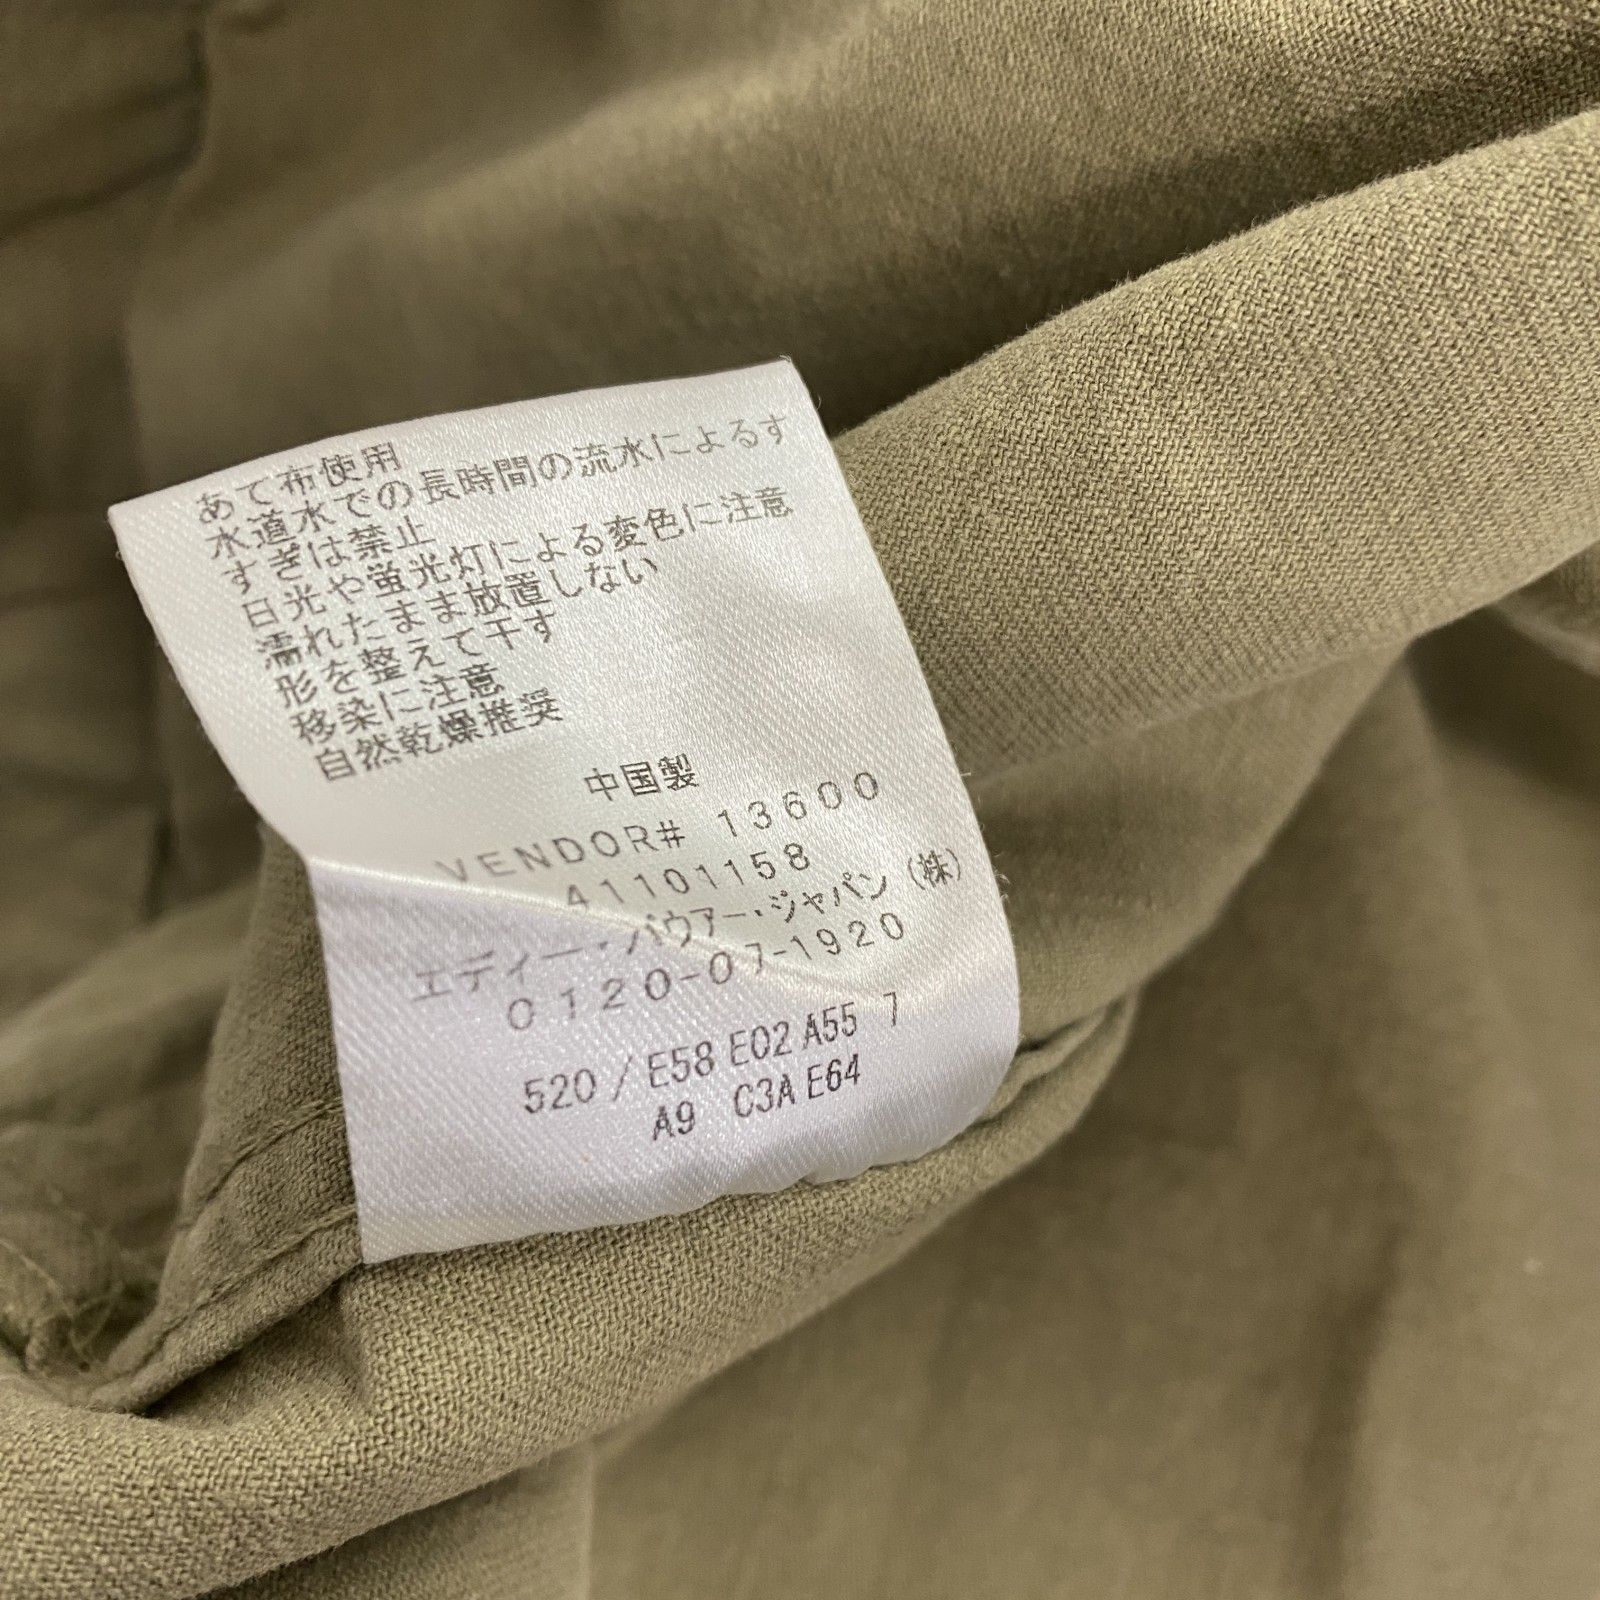 あて布使用
水道水での長時間の流水によるす
すぎは禁止
日光や蛍光灯による変色に注意
濡れたまま放置しない
形を整えて干す
移染に注意
自然乾燥推奨
中国製
VENDOR# 13600
41101158
エディー・バウアー・ジャパン（株）
0120-07-1920
520 / E58 E02 A55 7
A9 C3A E64